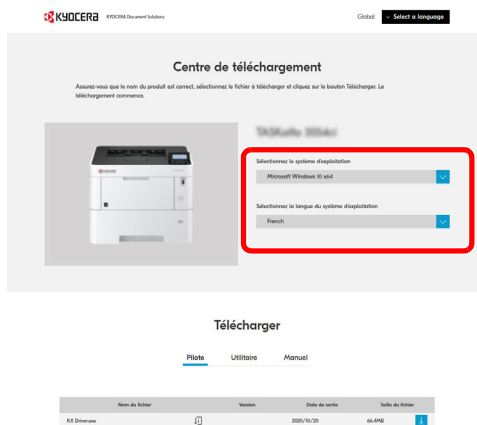 KYOCERA KYOCERA Document Solutions
Global Select a language
Centre de téléchargement
Assurez-vous que le nom du produit est correct, sélectionnez le fichier à télécharger et cliquez sur le bouton Télécharger. Le
téléchargement commence.
Sélectionnez le système d'exploitation
Microsoft Windows 10 x64
Sélectionnez la langue du système d'exploitation
French
Télécharger
Pilote Utilitaire Manuel
Nom du fichier Version Date de sortie Taille du fichier
KX Driver.exe 2020/10/20 66.4MB